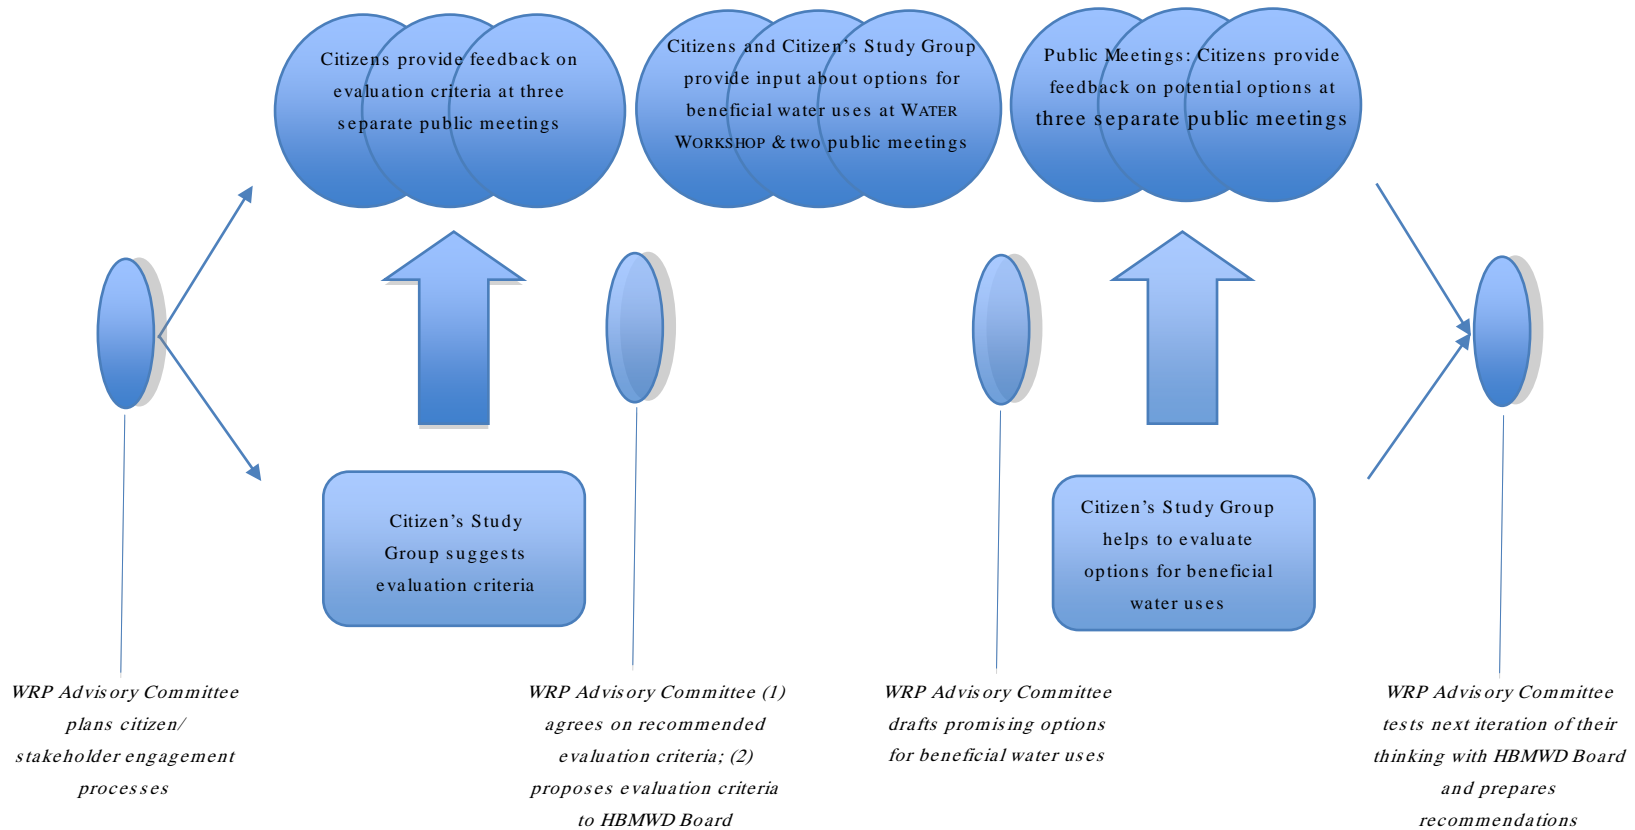 Citizens provide feedback on
evaluation criteria at three
separate public meetings
Citizens and Citizen’s Study Group
provide input about options for
beneficial water uses at WATER
WORKSHOP & two public meetings
Public Meetings: Citizens provide
feedback on potential options at
three separate public meetings
Citizen’s Study
Group suggests
evaluation criteria
Citizen’s Study Group
helps to evaluate
options for beneficial
water uses
WRP Advisory Committee
plans citizen/
stakeholder engagement
processes
WRP Advisory Committee (1)
agrees on recommended
evaluation criteria; (2)
proposes evaluation criteria
to HBMWD Board
WRP Advisory Committee
drafts promising options
for beneficial water uses
WRP Advisory Committee
tests next iteration of their
thinking with HBMWD Board
and prepares
recommendations